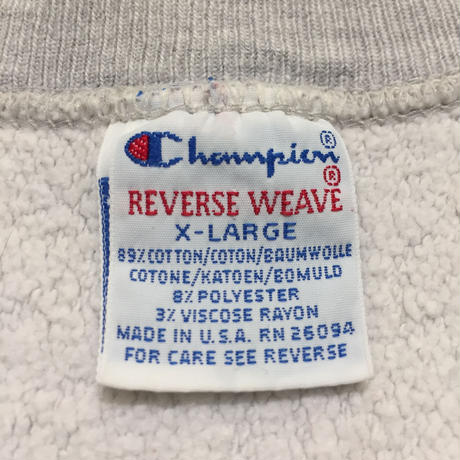 Champion®
REVERSE WEAVE®
X-LARGE
89% COTTON/COTON/BAUMWOLLE
COTONE/KATOEN/BOMULD
8% POLYESTER
3% VISCOSE RAYON
MADE IN U.S.A. RN 26094
FOR CARE SEE REVERSE